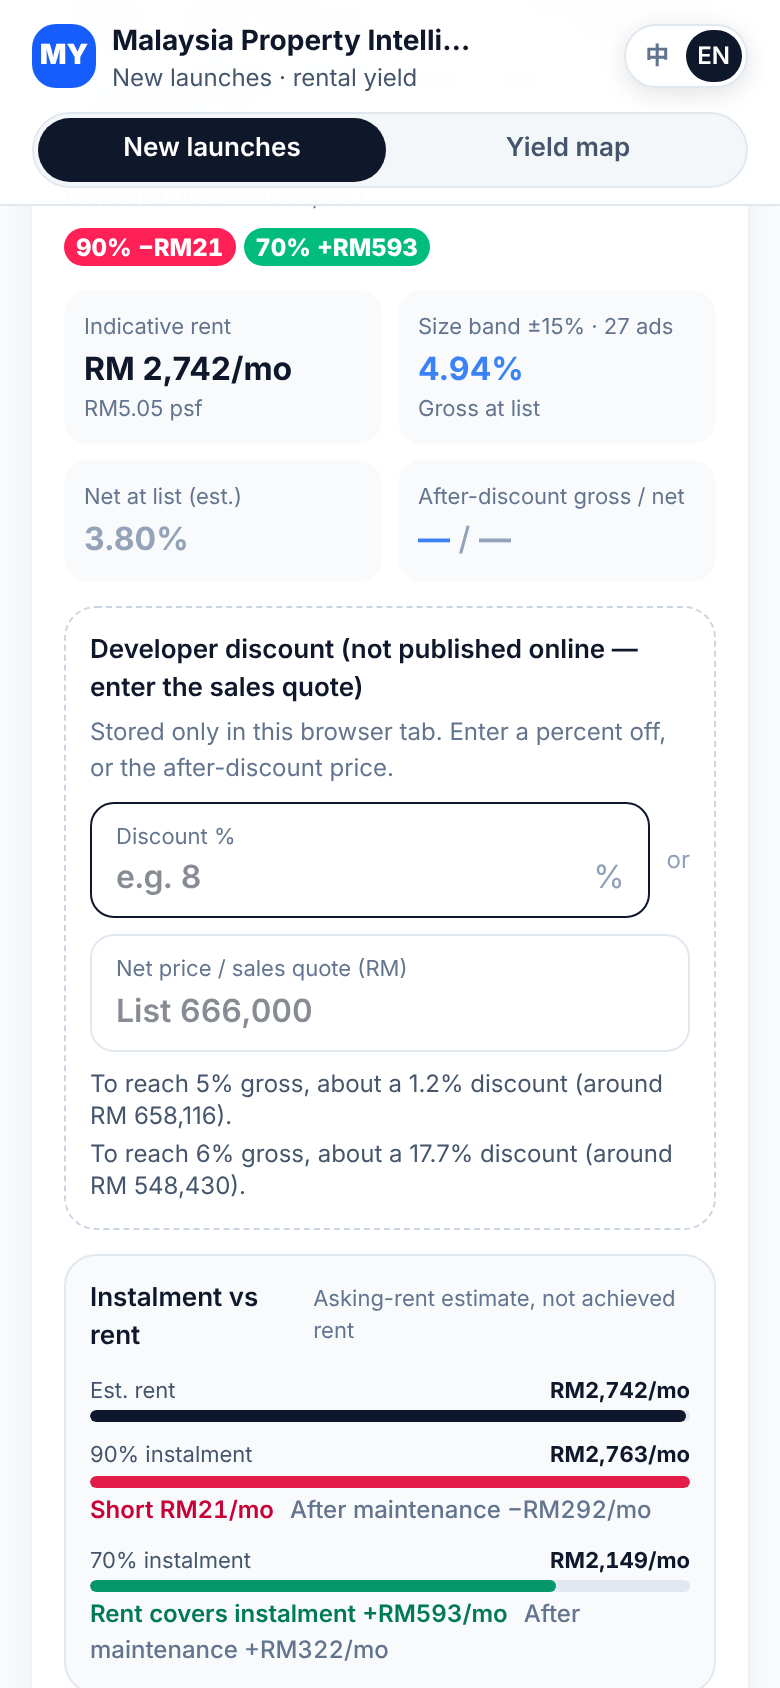 MY
Malaysia Property Intelli...
New launches · rental yield
中
EN
New launches
Yield map
90% −RM21
70% +RM593
Indicative rent
RM 2,742/mo
RM5.05 psf
Size band ±15% · 27 ads
4.94%
Gross at list
Net at list (est.)
3.80%
After-discount gross / net
— / —
Developer discount (not published online —
enter the sales quote)
Stored only in this browser tab. Enter a percent off,
or the after-discount price.
Discount %
e.g. 8
%
or
Net price / sales quote (RM)
List 666,000
To reach 5% gross, about a 1.2% discount (around
RM 658,116).
To reach 6% gross, about a 17.7% discount (around
RM 548,430).
Instalment vs
rent
Asking-rent estimate, not achieved
rent
Est. rent
RM2,742/mo
90% instalment
RM2,763/mo
Short RM21/mo
After maintenance −RM292/mo
70% instalment
RM2,149/mo
Rent covers instalment +RM593/mo
After
maintenance +RM322/mo